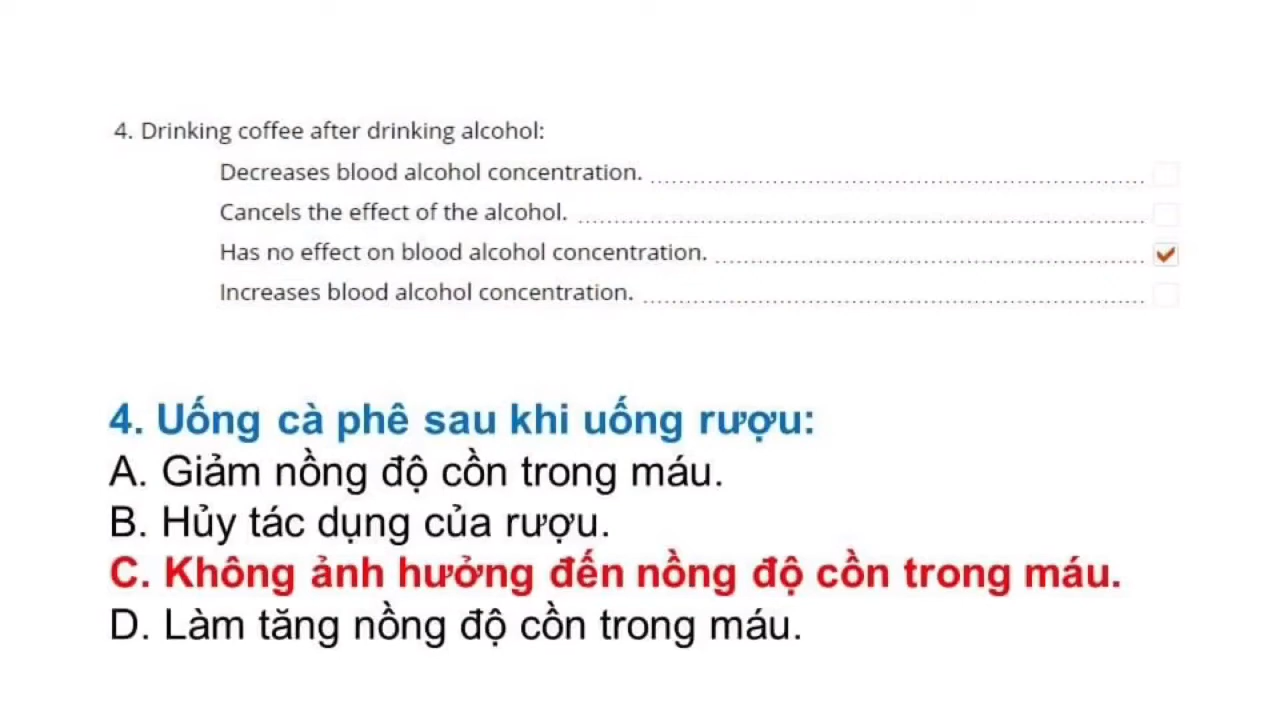 4. Drinking coffee after drinking alcohol:
Decreases blood alcohol concentration.
Cancels the effect of the alcohol.
Has no effect on blood alcohol concentration.
Increases blood alcohol concentration.
4. Uống cà phê sau khi uống rượu:
A. Giảm nồng độ cồn trong máu.
B. Hủy tác dụng của rượu.
C. Không ảnh hưởng đến nồng độ cồn trong máu.
D. Làm tăng nồng độ cồn trong máu.